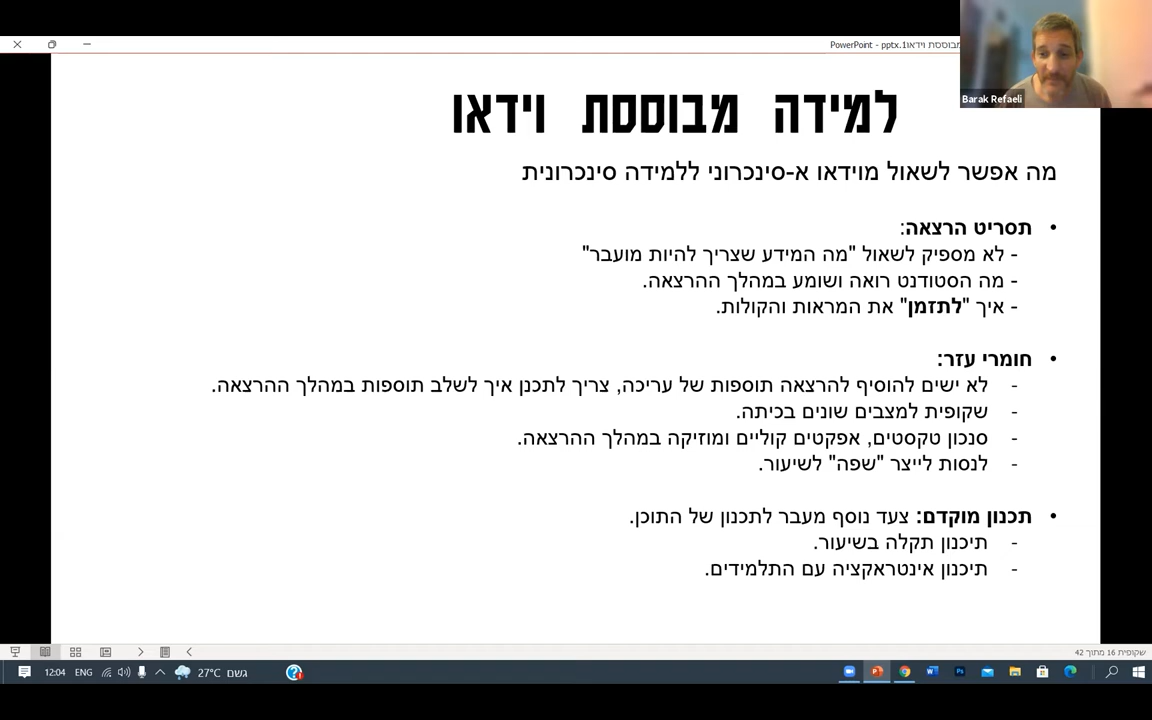 מבוססת וידאו1.pptx - PowerPoint
Barak Refaeli
למידה מבוססת וידאו
מה אפשר לשאול מוידאו א-סינכרוני ללמידה סינכרונית
• תסריט הרצאה:
- לא מספיק לשאול "מה המידע שצריך להיות מועבר"
- מה הסטודנט רואה ושומע במהלך ההרצאה.
- איך "לתזמן" את המראות והקולות.
• חומרי עזר:
- לא ישים להוסיף להרצאה תוספות של עריכה, צריך לתכנן איך לשלב תוספות במהלך ההרצאה.
- שקופית למצבים שונים בכיתה.
- סנכון טקסטים, אפקטים קוליים ומוזיקה במהלך ההרצאה.
- לנסות לייצר "שפה" לשיעור.
• תכנון מוקדם: צעד נוסף מעבר לתכנון של התוכן.
- תיכנון תקלה בשיעור.
- תיכנון אינטראקציה עם התלמידים.
שקופית 16 מתוך 42
12:04 ENG 27°C גשם